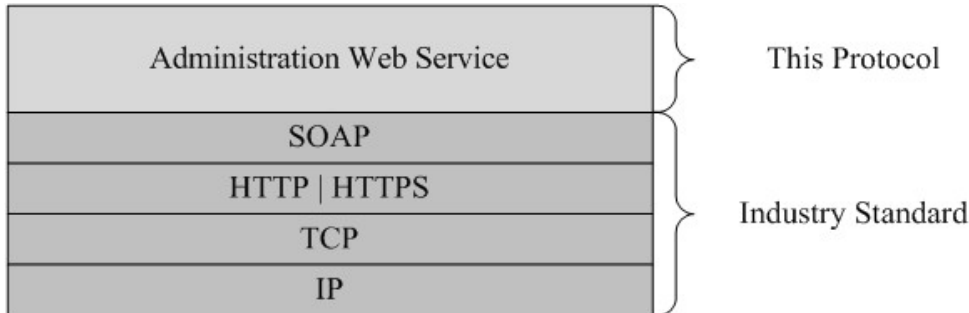 Administration Web Service
This Protocol
SOAP
HTTP | HTTPS
TCP
IP
Industry Standard